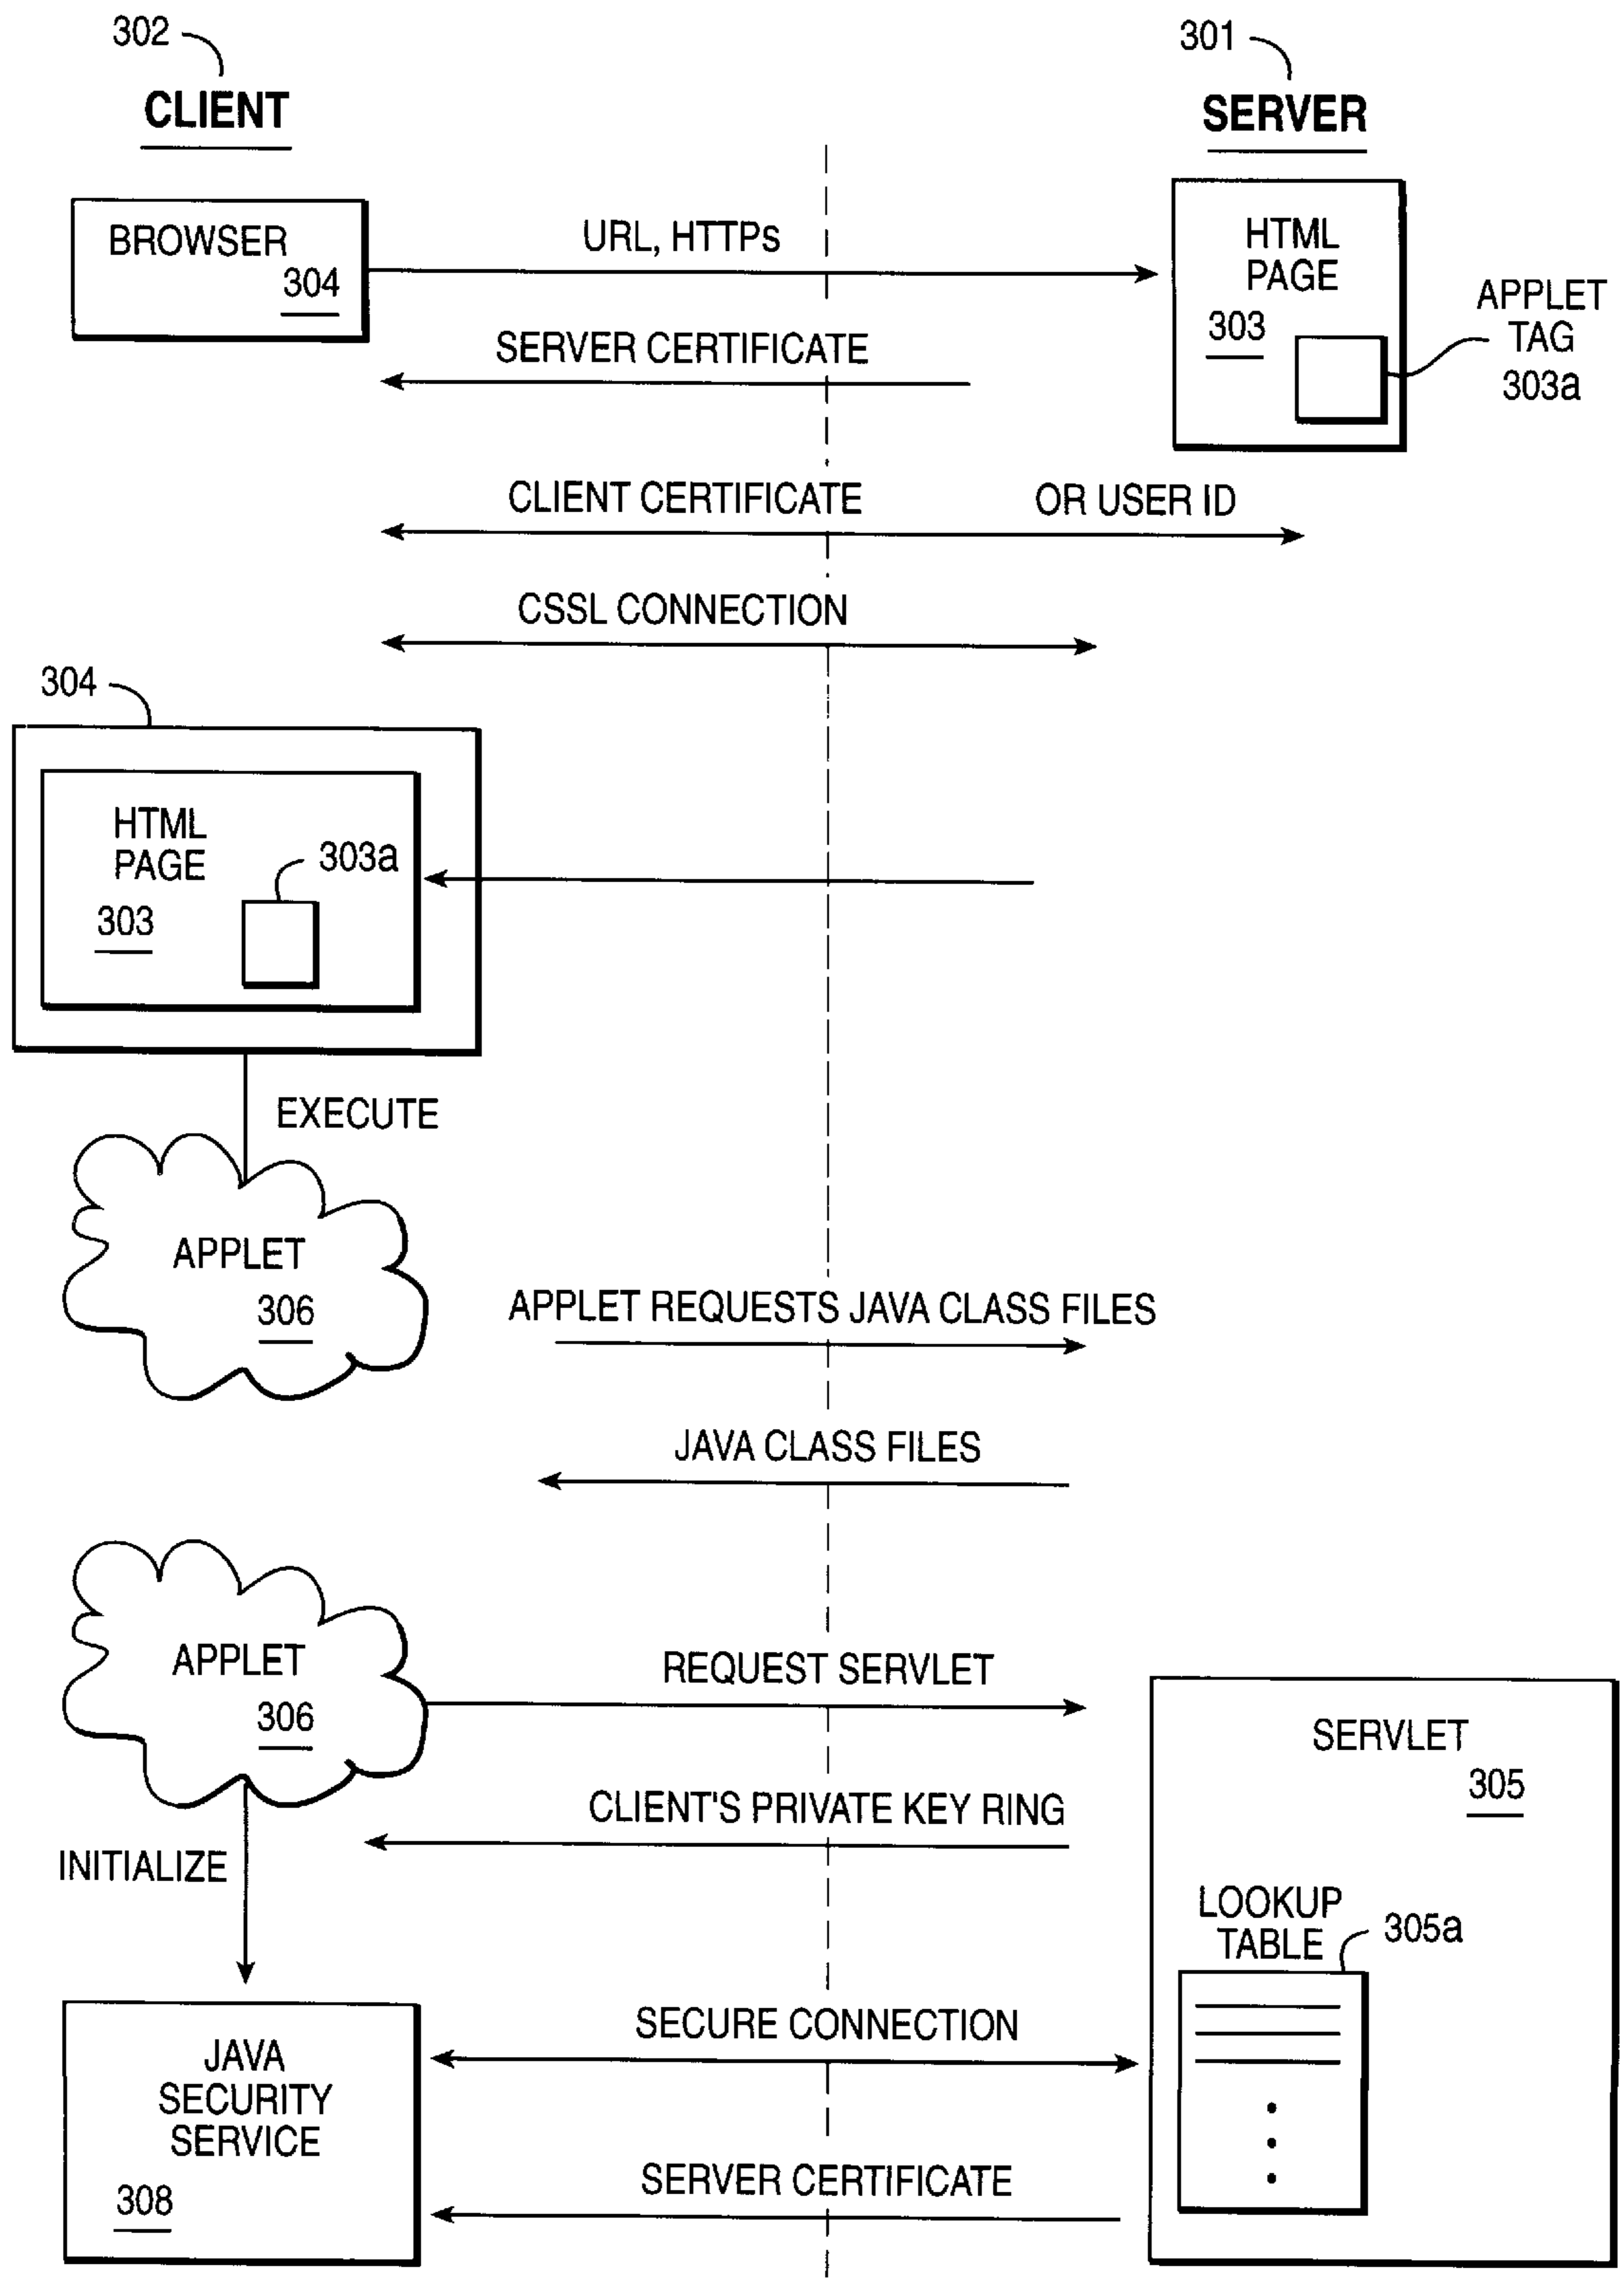 302
CLIENT
301
SERVER
BROWSER
304
URL, HTTPs
HTML
PAGE
303
APPLET
TAG
303a
SERVER CERTIFICATE
CLIENT CERTIFICATE
OR USER ID
CSSL CONNECTION
304
HTML
PAGE
303
303a
EXECUTE
APPLET
306
APPLET REQUESTS JAVA CLASS FILES
JAVA CLASS FILES
APPLET
306
REQUEST SERVLET
SERVLET
305
CLIENT'S PRIVATE KEY RING
INITIALIZE
LOOKUP
TABLE
305a
SECURE CONNECTION
JAVA
SECURITY
SERVICE
308
SERVER CERTIFICATE